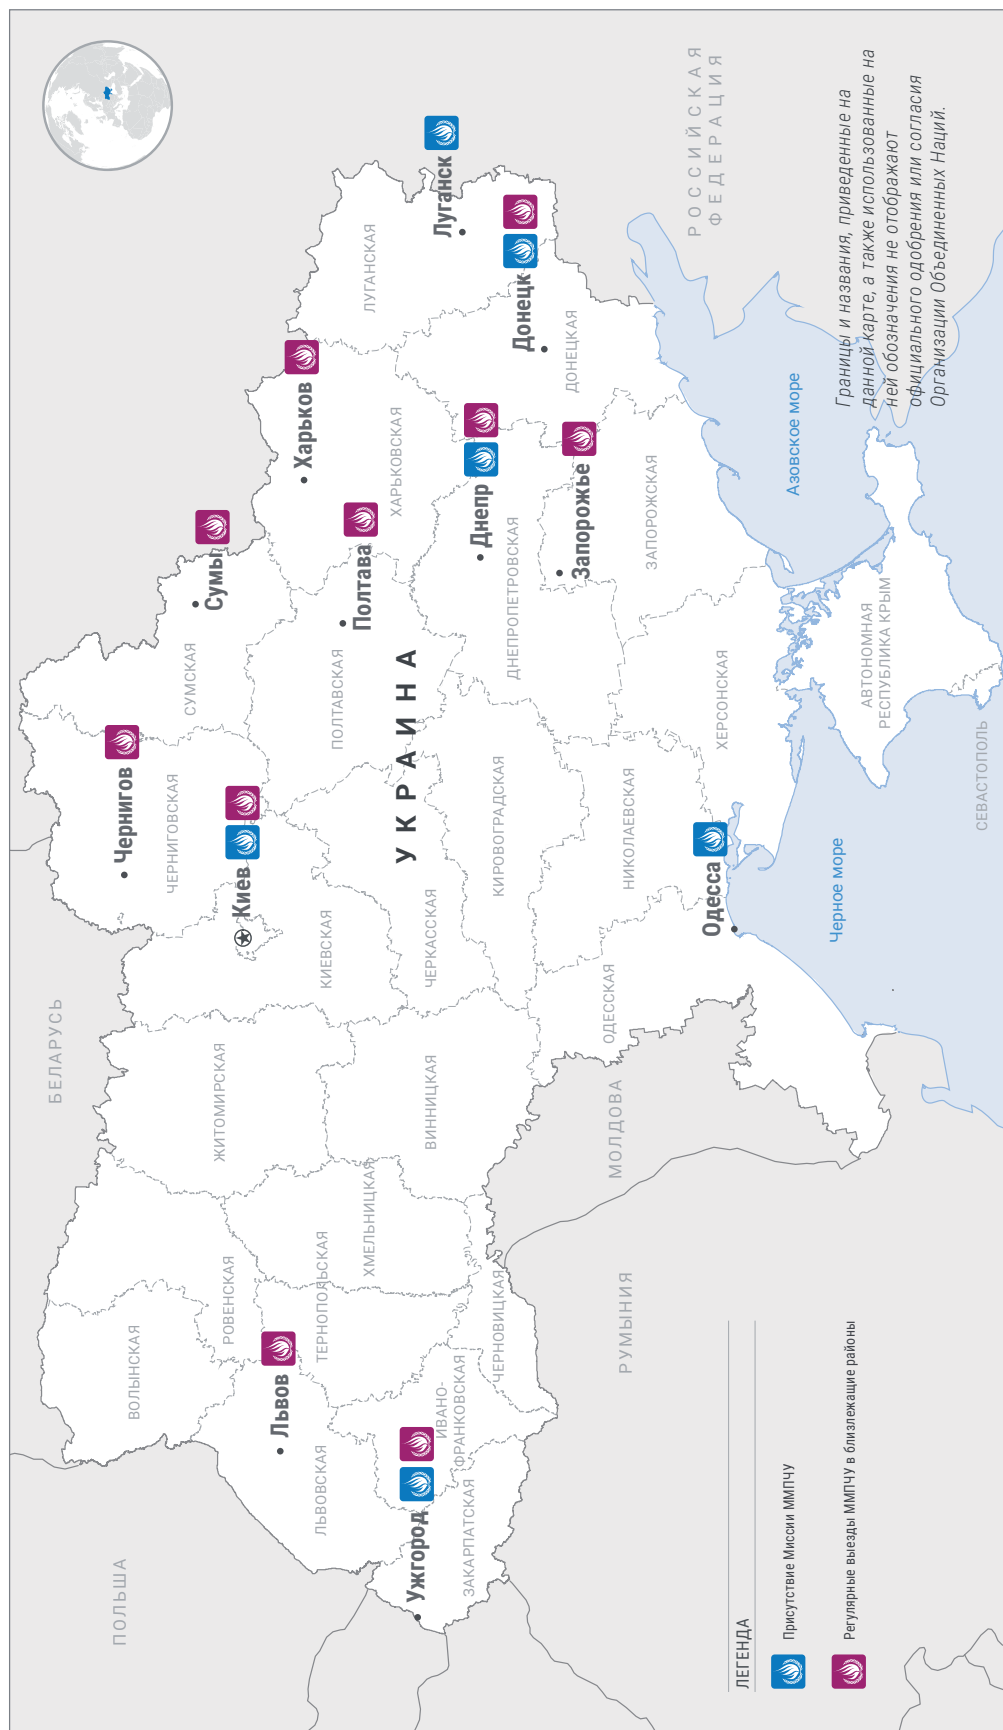 БЕЛАРУСЬ
ПОЛЬША
РОССИЙСКАЯ
ФЕДЕРАЦИЯ
МОЛДОВА
РУМЫНИЯ
УКРАИНА
ВОЛЫНСКАЯ
РОВЕНСКАЯ
ЖИТОМИРСКАЯ
Чернигов
ЧЕРНИГОВСКАЯ
СУМСКАЯ
Сумы
Киев
КИЕВСКАЯ
Львов
ЛЬВОВСКАЯ
ТЕРНОПОЛЬСКАЯ
ХМЕЛЬНИЦКАЯ
ВИННИЦКАЯ
ЧЕРКАССКАЯ
ПОЛТАВСКАЯ
Полтава
Харьков
ХАРЬКОВСКАЯ
ЛУГАНСКАЯ
Луганск
Ужгород
ЗАКАРПАТСКАЯ
ИВАНО-
ФРАНКОВСКАЯ
ЧЕРНОВИЦКАЯ
КИРОВОГРАДСКАЯ
ДНЕПРОПЕТРОВСКАЯ
Днепр
Донецк
ДОНЕЦКАЯ
Запорожье
ЗАПОРОЖСКАЯ
ОДЕССКАЯ
НИКОЛАЕВСКАЯ
Одесса
ХЕРСОНСКАЯ
Азовское море
Черное море
АВТОНОМНАЯ
РЕСПУБЛИКА КРЫМ
СЕВАСТОПОЛЬ
ЛЕГЕНДА
Присутствие Миссии ММПЧУ
Регулярные выезды ММПЧУ в близлежащие районы
Границы и названия, приведенные на
данной карте, а также использованные на
ней обозначения не отображают
официального одобрения или согласия
Организации Объединенных Наций.